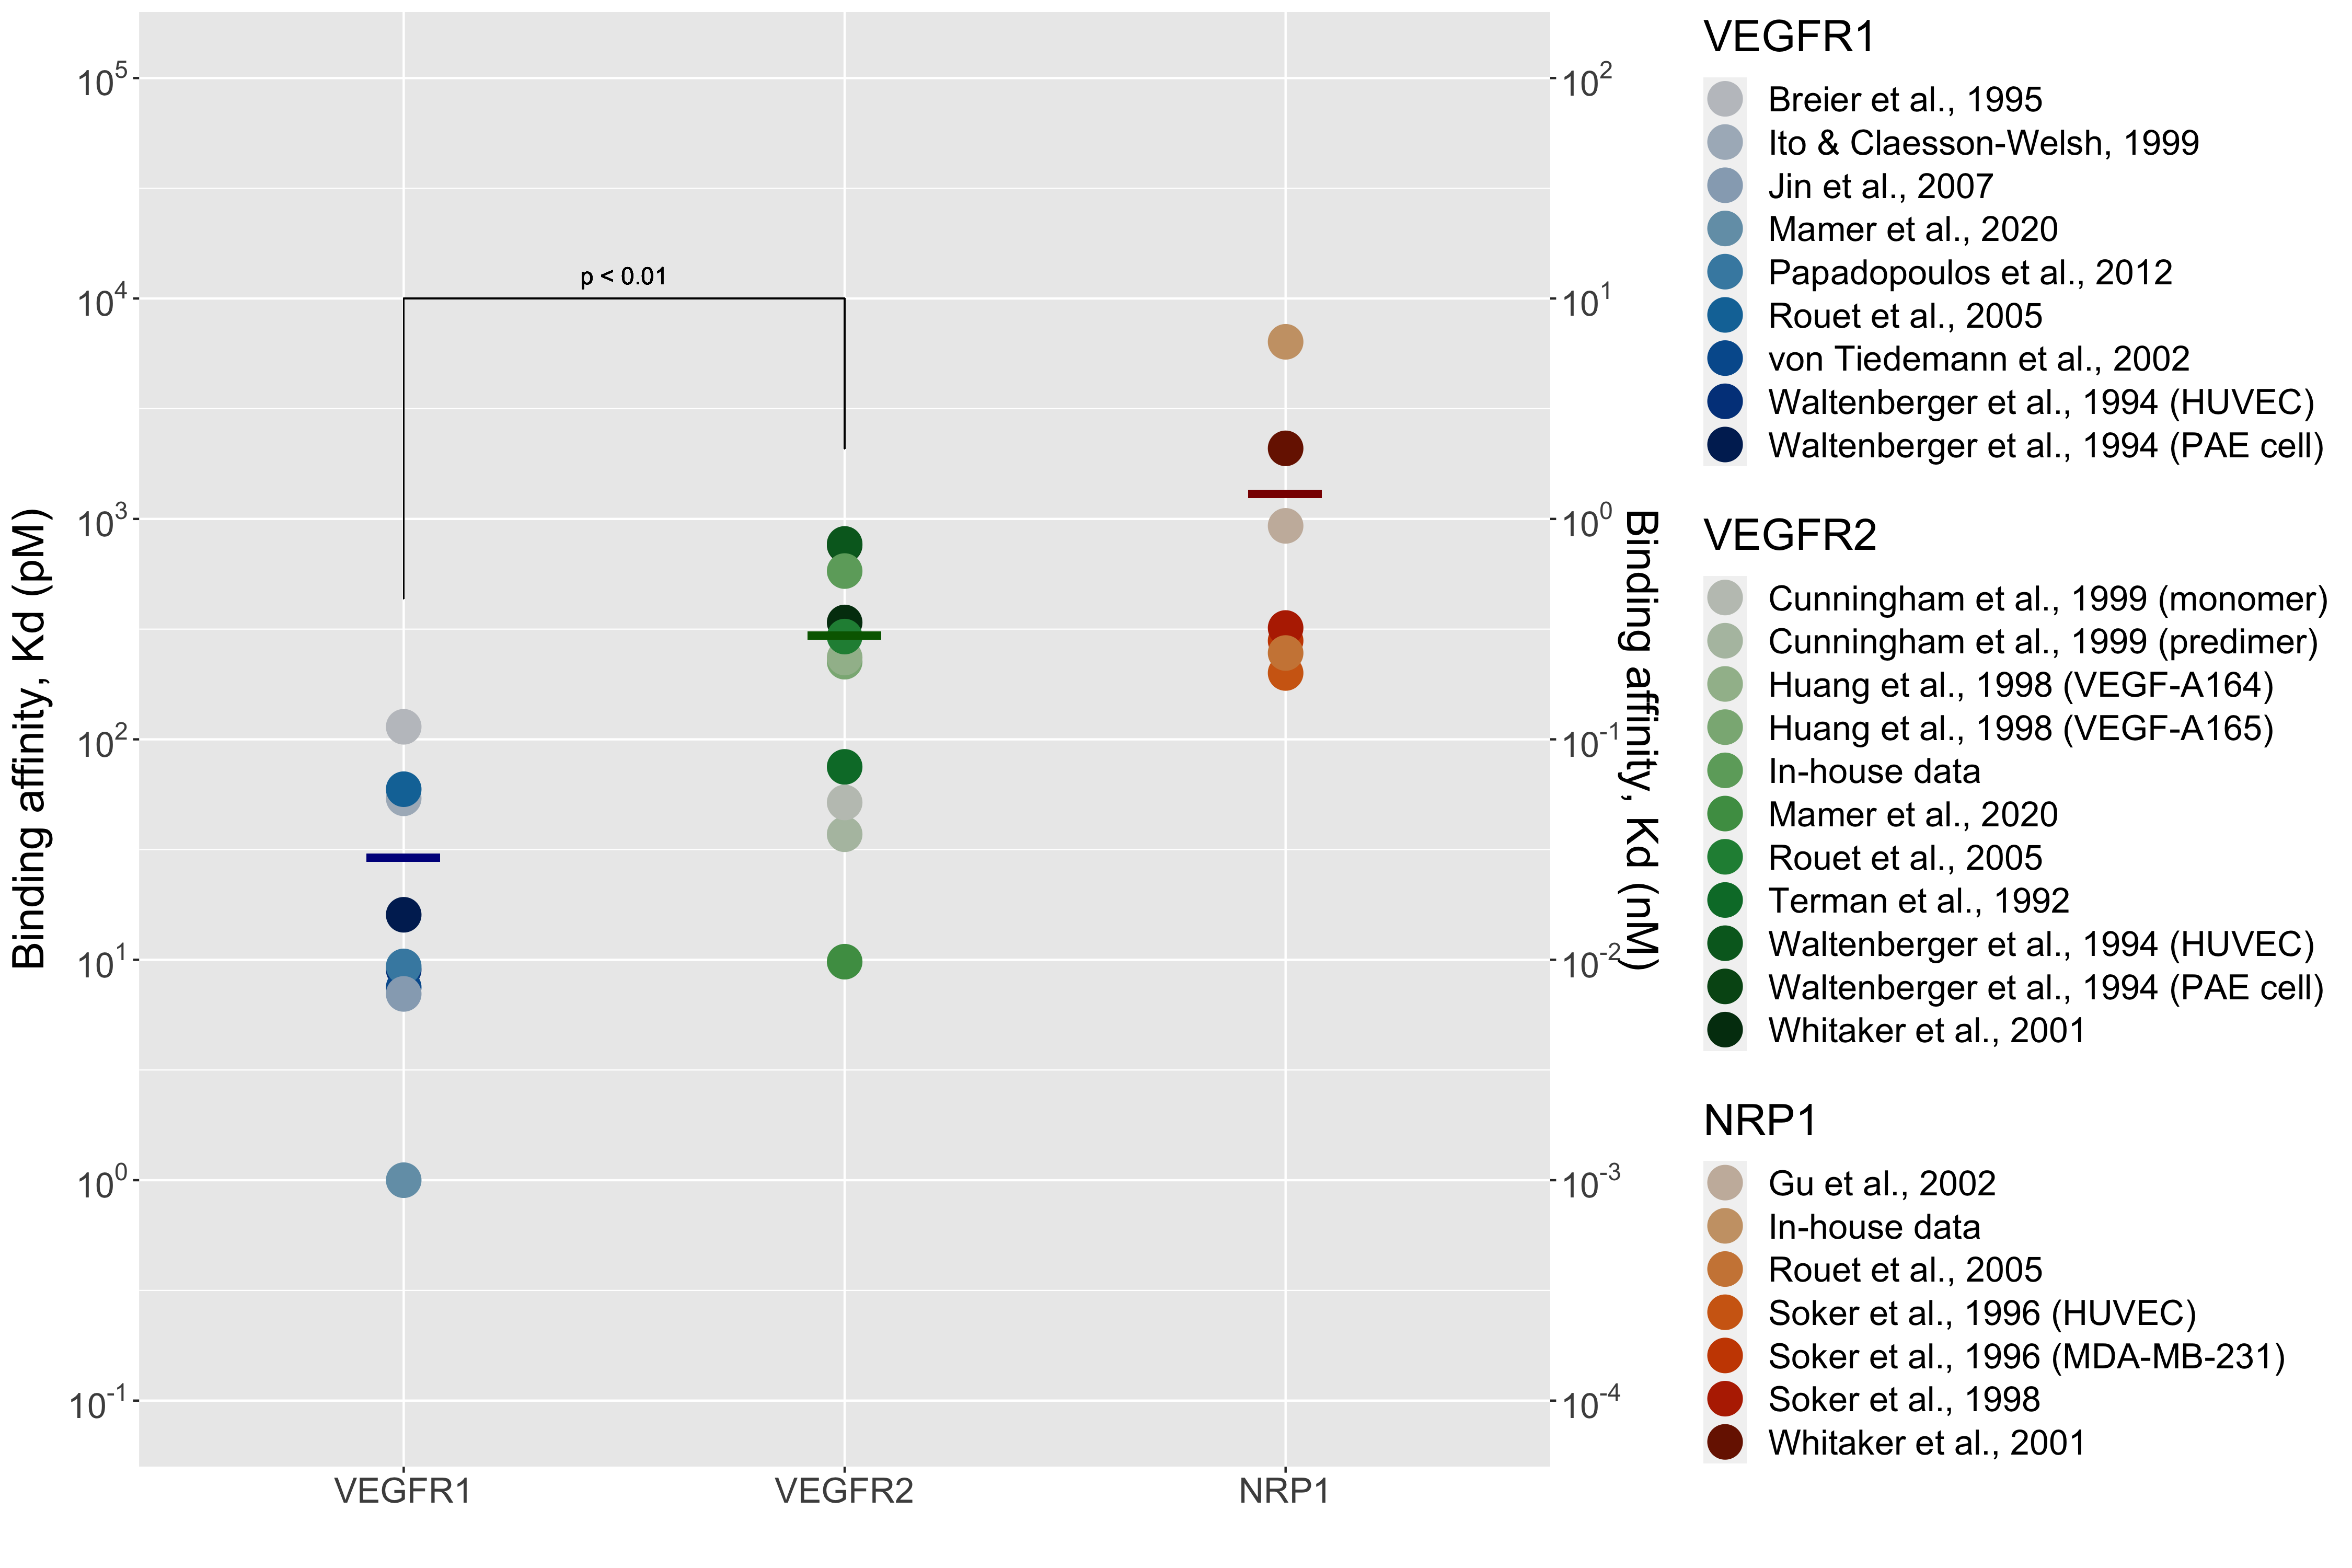 Binding affinity, Kd (pM)
10^5
10^4
10^3
10^2
10^1
10^0
10^-1
p < 0.01
VEGFR1
VEGFR2
NRP1
10^2
10^1
10^0
10^-1
10^-2
10^-3
10^-4
Binding affinity, Kd (nM)
VEGFR1
Breier et al., 1995
Ito & Claesson-Welsh, 1999
Jin et al., 2007
Mamer et al., 2020
Papadopoulos et al., 2012
Rouet et al., 2005
von Tiedemann et al., 2002
Waltenberger et al., 1994 (HUVEC)
Waltenberger et al., 1994 (PAE cell)
VEGFR2
Cunningham et al., 1999 (monomer)
Cunningham et al., 1999 (predimer)
Huang et al., 1998 (VEGF-A164)
Huang et al., 1998 (VEGF-A165)
In-house data
Mamer et al., 2020
Rouet et al., 2005
Terman et al., 1992
Waltenberger et al., 1994 (HUVEC)
Waltenberger et al., 1994 (PAE cell)
Whitaker et al., 2001
NRP1
Gu et al., 2002
In-house data
Rouet et al., 2005
Soker et al., 1996 (HUVEC)
Soker et al., 1996 (MDA-MB-231)
Soker et al., 1998
Whitaker et al., 2001